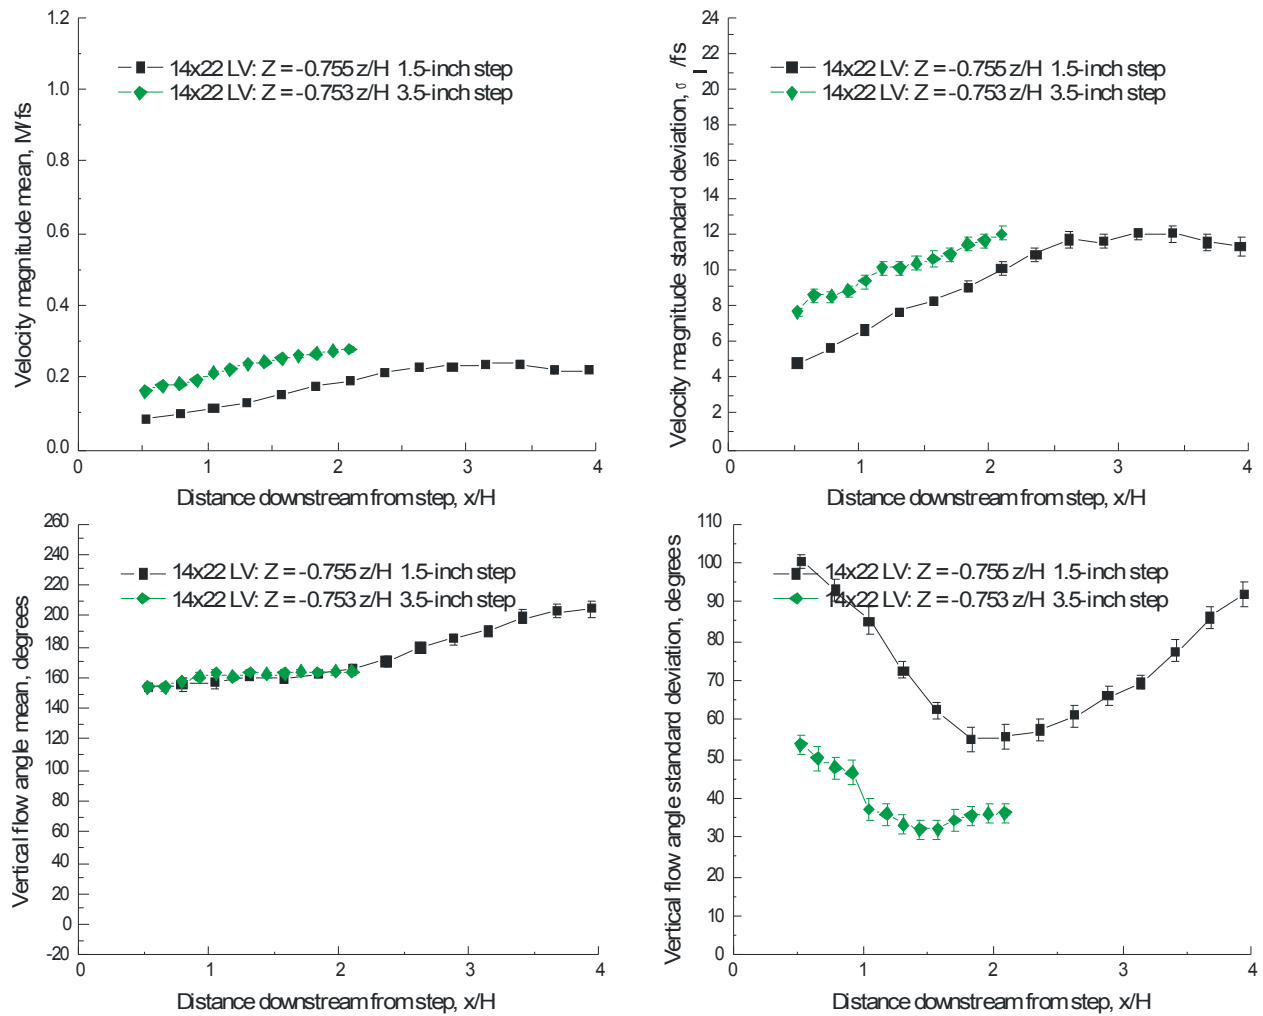 1.2
1.0
0.8
0.6
0.4
0.2
0.0
Velocity magnitude mean, M/fs
14x22 LV: Z = -0.755 z/H 1.5-inch step
14x22 LV: Z = -0.753 z/H 3.5-inch step
0 1 2 3 4
Distance downstream from step, x/H
24
22
20
18
16
14
12
10
8
6
4
2
0
Velocity magnitude standard deviation, σ /fs
14x22 LV: Z = -0.755 z/H 1.5-inch step
14x22 LV: Z = -0.753 z/H 3.5-inch step
0 1 2 3 4
Distance downstream from step, x/H
260
240
220
200
180
160
140
120
100
80
60
40
20
0
-20
Vertical flow angle mean, degrees
14x22 LV: Z = -0.755 z/H 1.5-inch step
14x22 LV: Z = -0.753 z/H 3.5-inch step
0 1 2 3 4
Distance downstream from step, x/H
110
100
90
80
70
60
50
40
30
20
10
0
Vertical flow angle standard deviation, degrees
14x22 LV: Z = -0.755 z/H 1.5-inch step
14x22 LV: Z = -0.753 z/H 3.5-inch step
0 1 2 3 4
Distance downstream from step, x/H